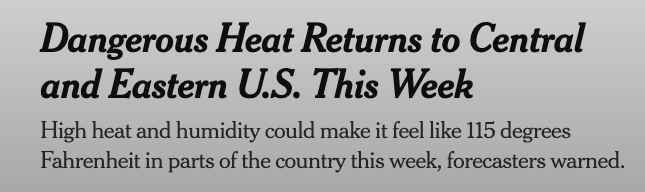 Dangerous Heat Returns to Central
and Eastern U.S. This Week
High heat and humidity could make it feel like 115 degrees
Fahrenheit in parts of the country this week, forecasters warned.